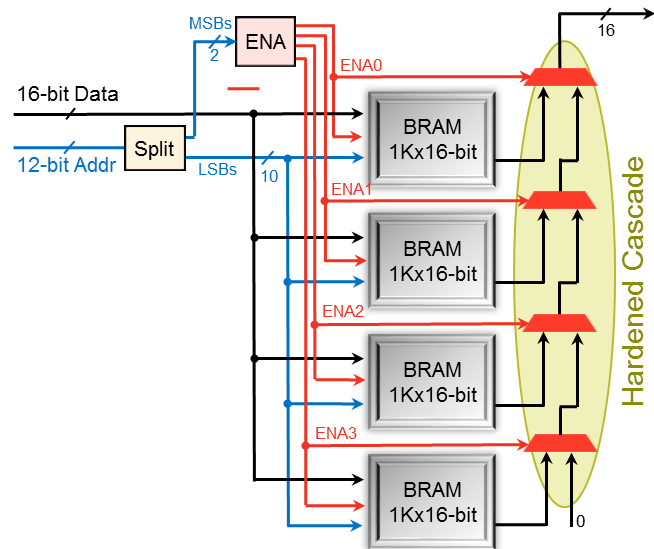 MSBs
2
ENA
16
ENA0
16-bit Data
BRAM
1Kx16-bit
12-bit Addr
Split
LSBs
10
ENA1
BRAM
1Kx16-bit
Hardened Cascade
ENA2
BRAM
1Kx16-bit
ENA3
BRAM
1Kx16-bit
0